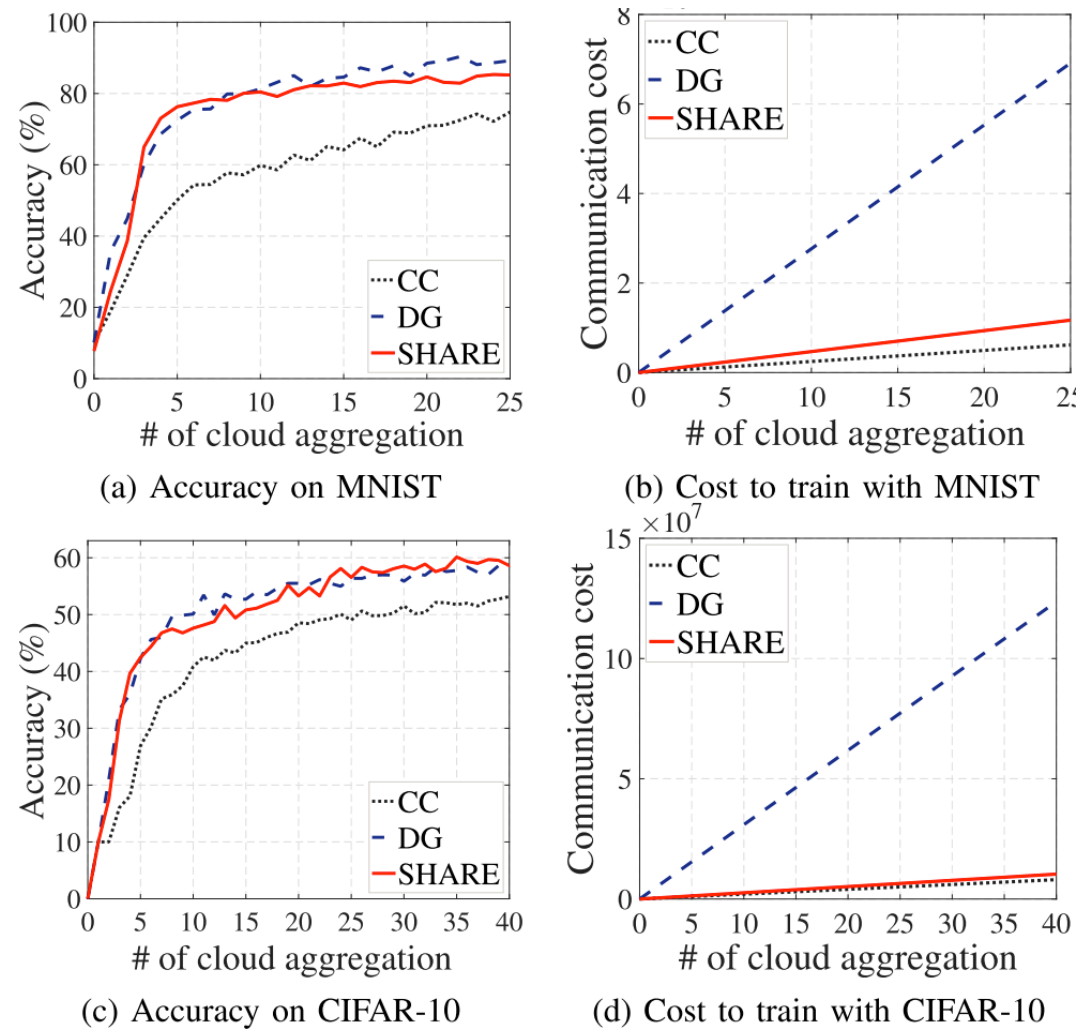 100
80
60
40
20
0
Accuracy (%)
CC
DG
SHARE
0 5 10 15 20 25
# of cloud aggregation
(a) Accuracy on MNIST
8
6
4
2
0
Communication cost
CC
DG
SHARE
0 5 10 15 20
# of cloud aggregation
(b) Cost to train with MNIST
60
50
40
30
20
10
0
Accuracy (%)
CC
DG
SHARE
0 5 10 15 20 25 30 35 40
# of cloud aggregation
(c) Accuracy on CIFAR-10
×10⁷
15
10
5
0
Communication cost
CC
DG
SHARE
0 5 10 15 20 25 30 35 40
# of cloud aggregation
(d) Cost to train with CIFAR-10